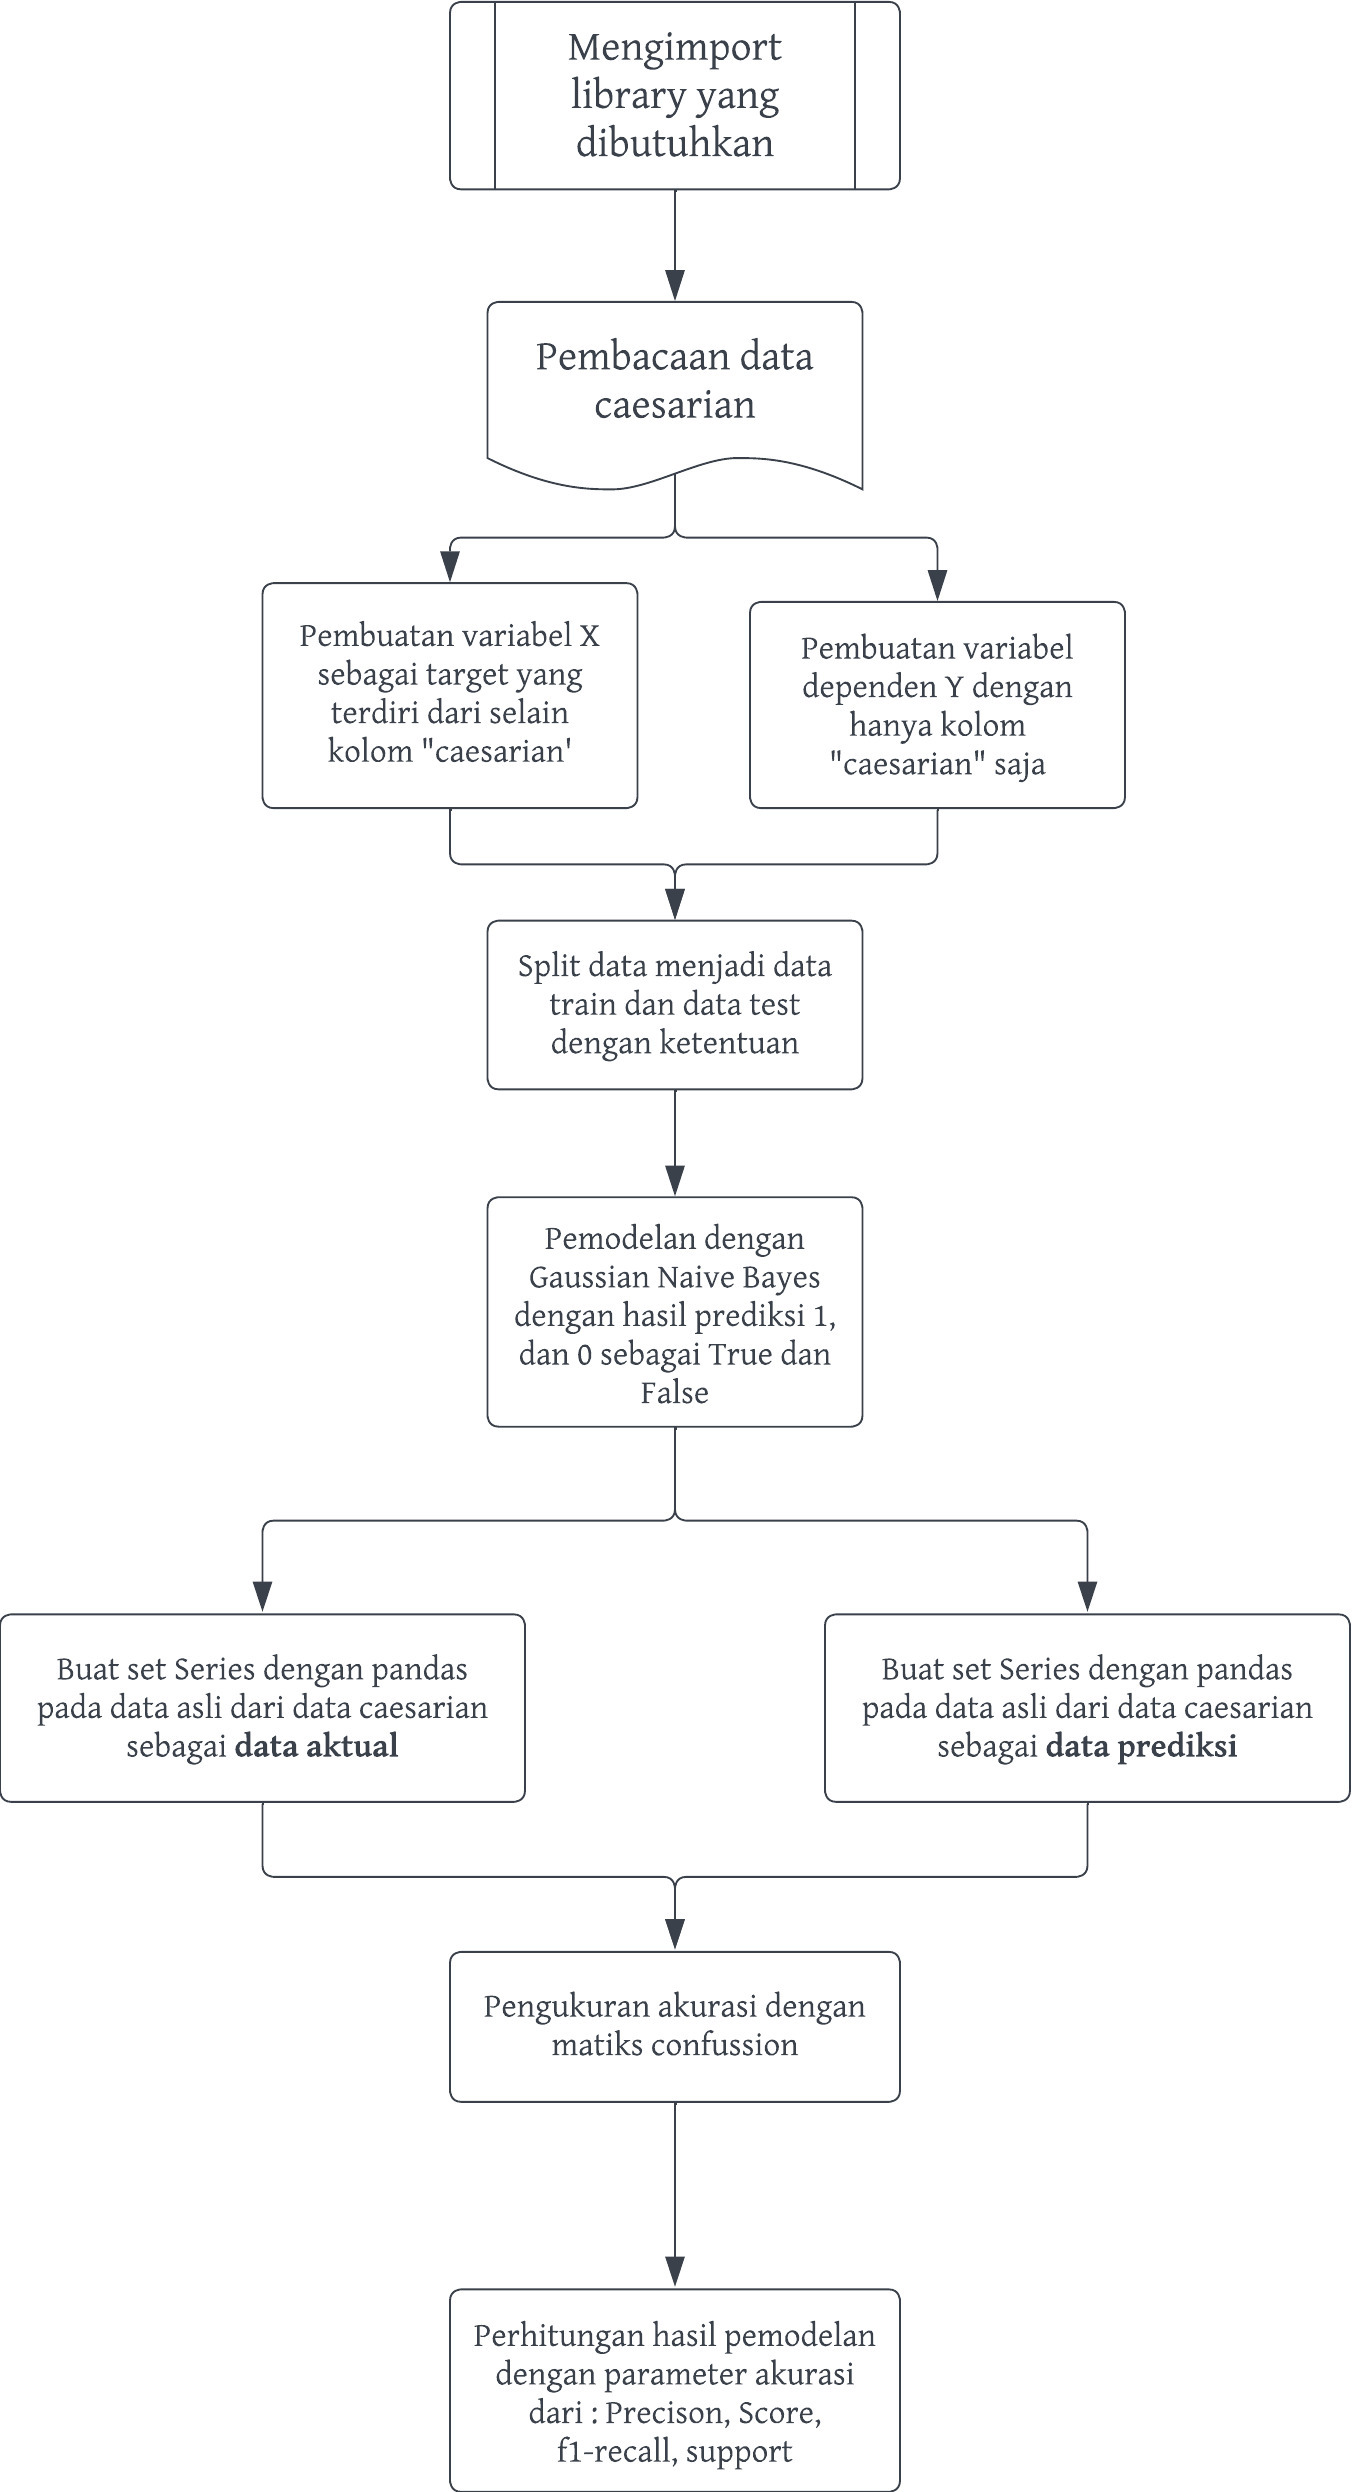 Mengimport
library yang
dibutuhkan
Pembacaan data
caesarian
Pembuatan variabel X
sebagai target yang
terdiri dari selain
kolom "caesarian'
Pembuatan variabel
dependen Y dengan
hanya kolom
"caesarian" saja
Split data menjadi data
train dan data test
dengan ketentuan
Pemodelan dengan
Gaussian Naive Bayes
dengan hasil prediksi 1,
dan 0 sebagai True dan
False
Buat set Series dengan pandas
pada data asli dari data caesarian
sebagai data aktual
Buat set Series dengan pandas
pada data asli dari data caesarian
sebagai data prediksi
Pengukuran akurasi dengan
matiks confussion
Perhitungan hasil pemodelan
dengan parameter akurasi
dari : Precison, Score,
f1-recall, support